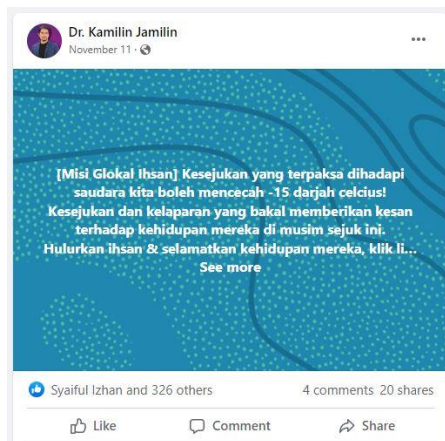 Dr. Kamilin Jamilin
November 11 ·
[Misi Glokal Ihsan] Kesejukan yang terpaksa dihadapi
saudara kita boleh mencecah -15 darjah celcius!
Kesejukan dan kelaparan yang bakal memberikan kesan
terhadap kehidupan mereka di musim sejuk ini.
Hulurkan ihsan & selamatkan kehidupan mereka, klik li...
See more
Syaiful Izhan and 326 others
4 comments 20 shares
Like
Comment
Share